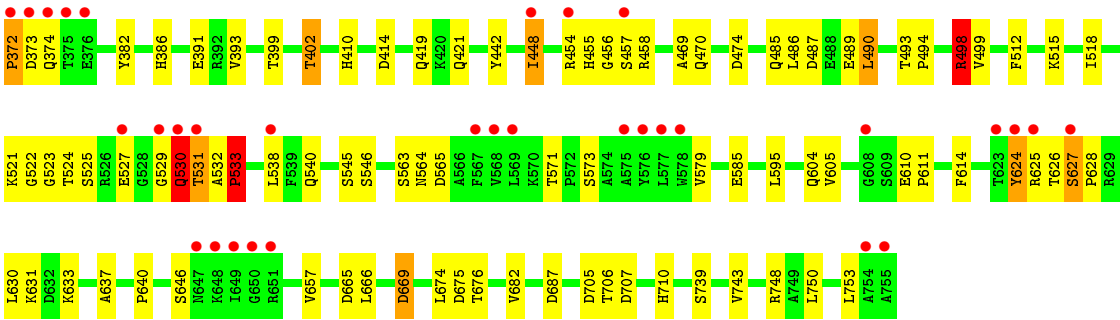 P372 D373 Q374 T375 E376 Y382 H386 E391 R392 V393 T399 T402 H410 D414 Q419 K420 Q421 Y442 I448 R454 H455 G456 S457 R458 A469 Q470 D474 Q485 L486 D487 E488 E489 L490 T493 P494 R498 V499 F512 K515 I518
K521 G522 G523 T524 S525 R526 E527 G528 G529 Q530 T531 A532 P533 L538 F539 Q540 S545 S546 S563 N564 D565 A566 F567 V568 L569 K570 T571 P572 S573 A574 A575 Y576 L577 W578 V579 E585 L595 Q604 V605 G608 S609 E610 P611 F614 T623 Y624 R625 T626 S627 P628 R629
L630 K631 D632 K633 A637 P640 S646 N647 K648 I649 G650 R651 V657 D665 L666 D669 L674 D675 T676 V682 D687 D705 T706 D707 H710 S739 V743 R748 A749 L750 L753 A754 A755